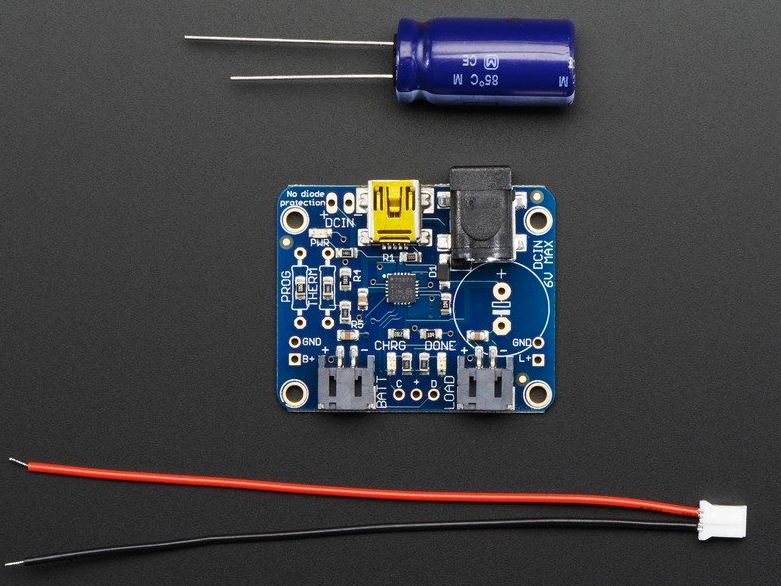 85°C M
M CE
M
No diode
protection
+ -
DCIN
PWR
R1
D1
DCIN
6V MAX
PROG
THERM
R4
+
R5
GND
B+
CHRG
DONE
GND
L+
+ -
BATT
C + D
LOAD
+ -